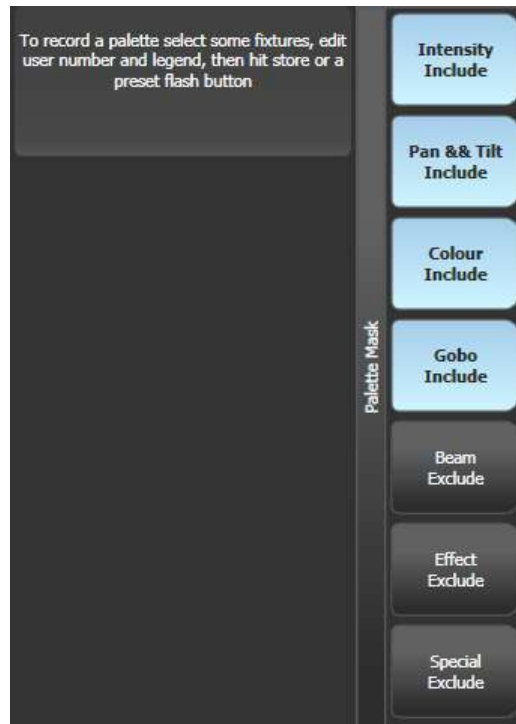 To record a palette select some fixtures, edit
user number and legend, then hit store or a
preset flash button
Palette Mask
Intensity
Include
Pan && Tilt
Include
Colour
Include
Gobo
Include
Beam
Exclude
Effect
Exclude
Special
Exclude